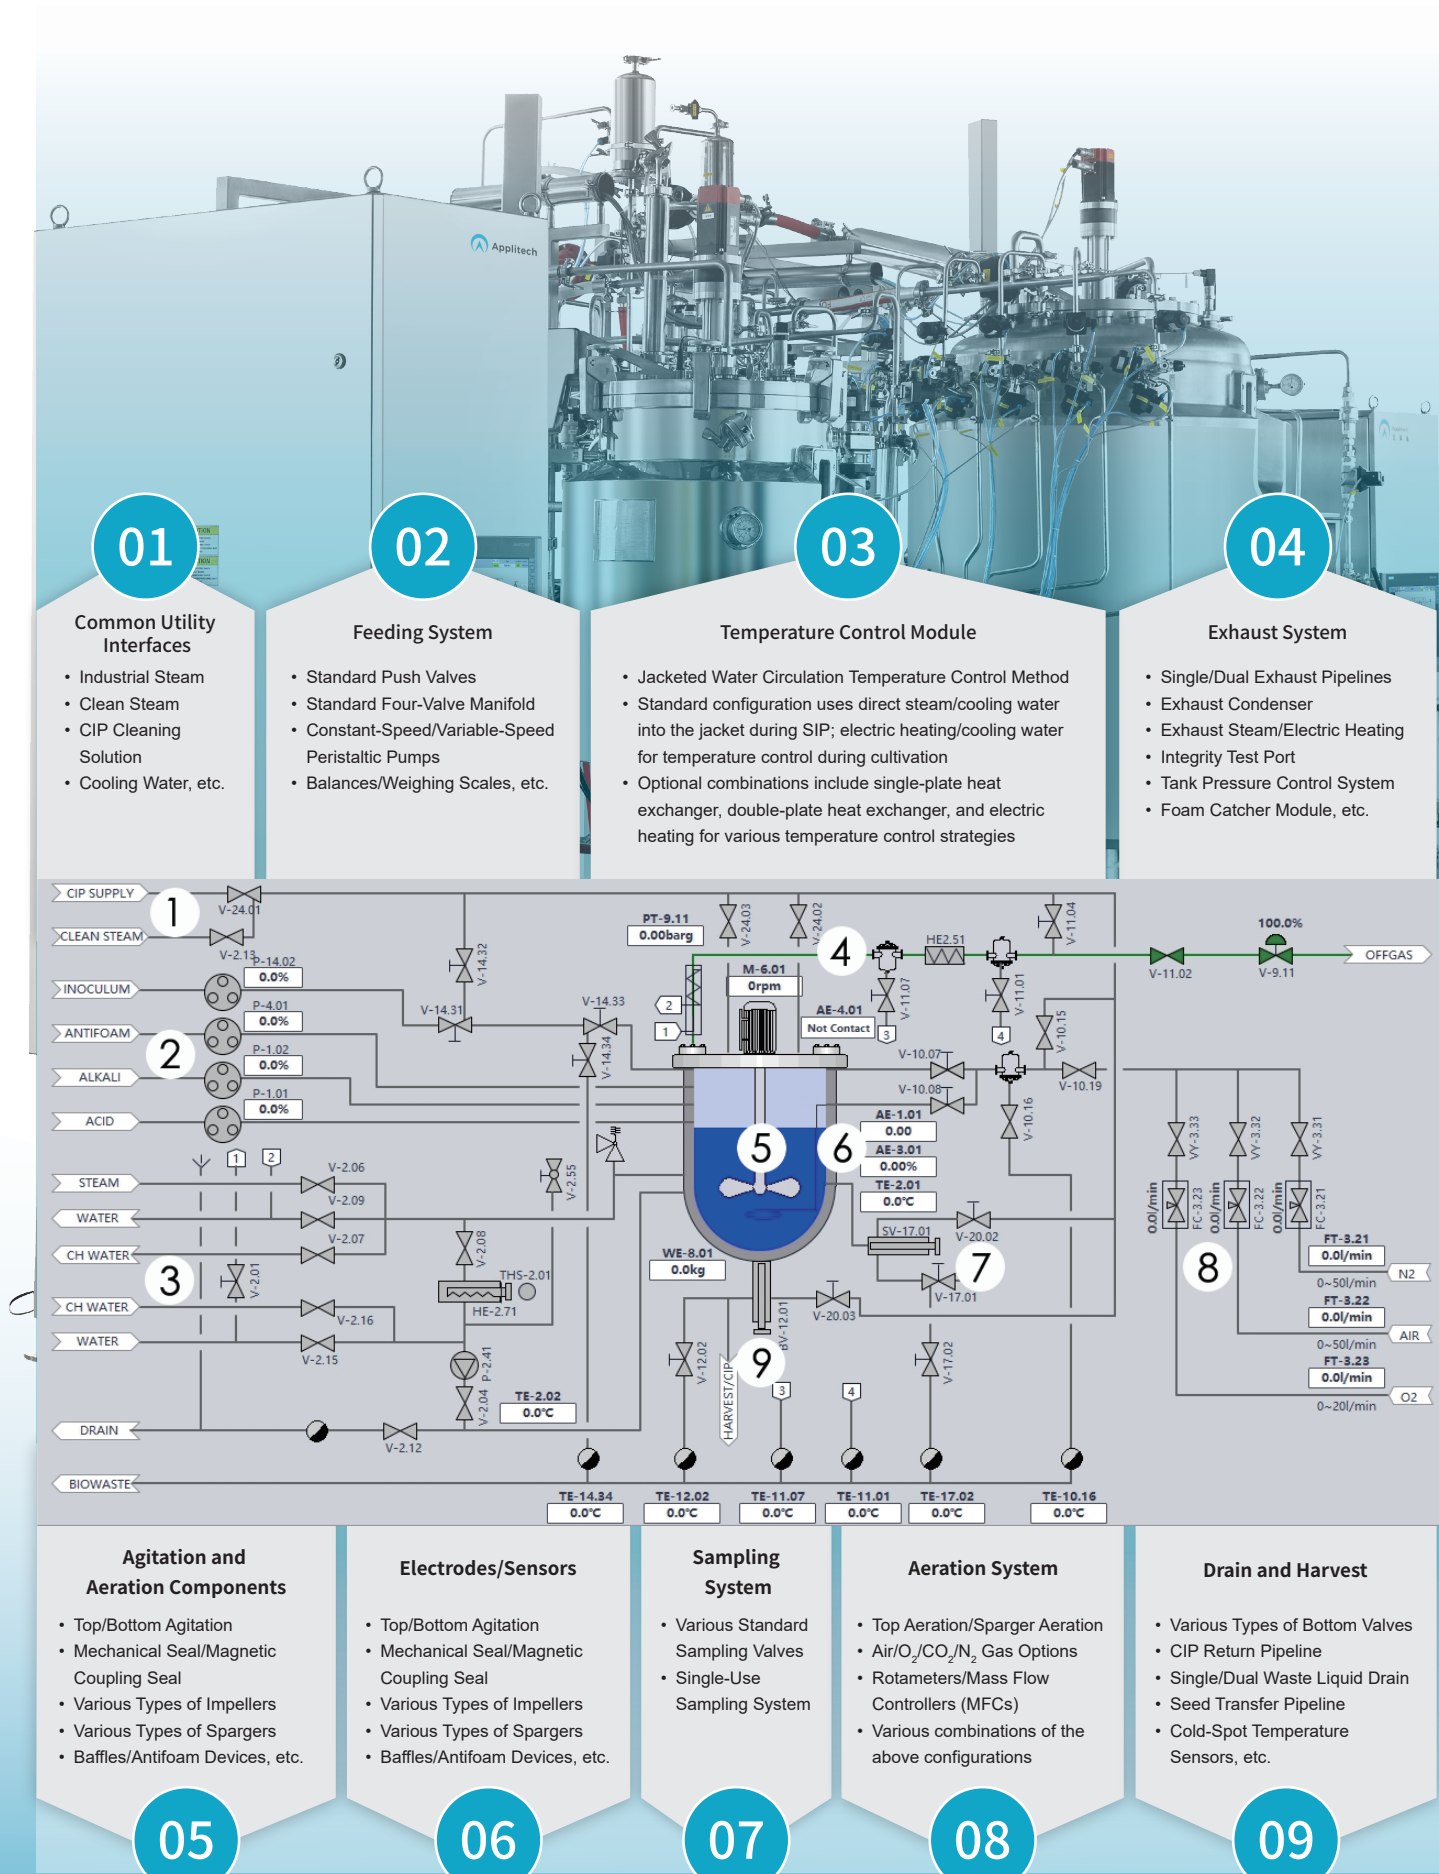 Applitech
01
02
03
04
Common Utility
Interfaces
• Industrial Steam
• Clean Steam
• CIP Cleaning
Solution
• Cooling Water, etc.
Feeding System
• Standard Push Valves
• Standard Four-Valve Manifold
• Constant-Speed/Variable-Speed
Peristaltic Pumps
• Balances/Weighing Scales, etc.
Temperature Control Module
• Jacketed Water Circulation Temperature Control Method
• Standard configuration uses direct steam/cooling water
into the jacket during SIP; electric heating/cooling water
for temperature control during cultivation
• Optional combinations include single-plate heat
exchanger, double-plate heat exchanger, and electric
heating for various temperature control strategies
Exhaust System
• Single/Dual Exhaust Pipelines
• Exhaust Condenser
• Exhaust Steam/Electric Heating
• Integrity Test Port
• Tank Pressure Control System
• Foam Catcher Module, etc.
CIP SUPPLY
1
V-24.01
CLEAN STEAM
V-2.13
P-14.02
0.0%
INOCULUM
P-4.01
0.0%
ANTIFOAM
2
P-1.02
0.0%
ALKALI
P-1.01
0.0%
ACID
V-14.32
V-14.31
V-14.33
V-14.34
PT-9.11
0.00barg
V-24.03
V-24.02
4
HE2.51
V-11.04
100.0%
V-11.02
V-9.11
OFFGAS
M-6.01
0rpm
2
1
AE-4.01
Not Contact
V-11.07
3
V-11.01
4
V-10.15
V-10.07
V-10.08
V-10.19
V-10.16
AE-1.01
0.00
AE-3.01
0.00%
TE-2.01
0.0℃
5
6
VY-3.33
VY-3.32
VY-3.31
0.0l/min
FC-3.23
0.0l/min
FC-3.22
0.0l/min
FC-3.21
1
2
STEAM
V-2.06
V-2.09
WATER
V-2.07
CH WATER
3
V-2.01
CH WATER
V-2.16
WATER
V-2.15
V-2.55
V-2.08
THS-2.01
HE-2.71
P-2.41
V-2.04
TE-2.02
0.0℃
DRAIN
V-2.12
BIOWASTE
WE-8.01
0.0kg
SV-17.01
V-20.02
7
V-17.01
V-20.03
BV-12.01
V-12.02
9
HARVEST/CIP
3
4
V-17.02
8
FT-3.21
0.0l/min
N2
0~50l/min
FT-3.22
0.0l/min
AIR
0~50l/min
FT-3.23
0.0l/min
O2
0~20l/min
TE-14.34
0.0℃
TE-12.02
0.0℃
TE-11.07
0.0℃
TE-11.01
0.0℃
TE-17.02
0.0℃
TE-10.16
0.0℃
Agitation and
Aeration Components
• Top/Bottom Agitation
• Mechanical Seal/Magnetic
Coupling Seal
• Various Types of Impellers
• Various Types of Spargers
• Baffles/Antifoam Devices, etc.
Electrodes/Sensors
• Top/Bottom Agitation
• Mechanical Seal/Magnetic
Coupling Seal
• Various Types of Impellers
• Various Types of Spargers
• Baffles/Antifoam Devices, etc.
Sampling
System
• Various Standard
Sampling Valves
• Single-Use
Sampling System
Aeration System
• Top Aeration/Sparger Aeration
• Air/O₂/CO₂/N₂ Gas Options
• Rotameters/Mass Flow
Controllers (MFCs)
• Various combinations of the
above configurations
Drain and Harvest
• Various Types of Bottom Valves
• CIP Return Pipeline
• Single/Dual Waste Liquid Drain
• Seed Transfer Pipeline
• Cold-Spot Temperature
Sensors, etc.
05
06
07
08
09